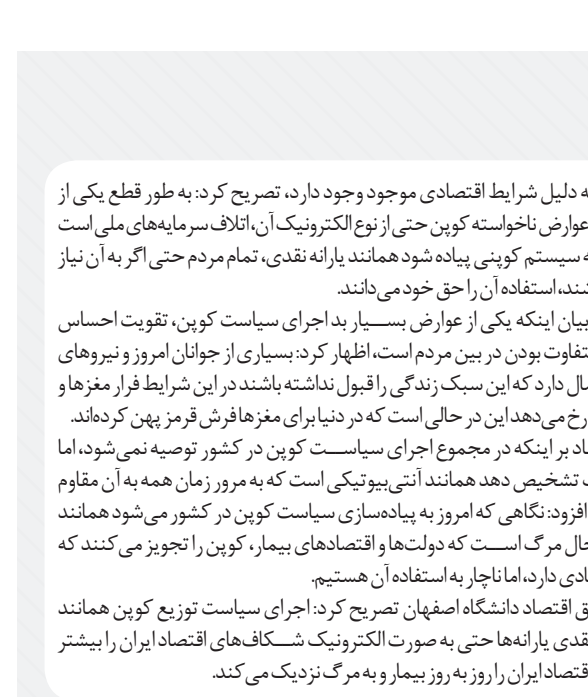 ه دلیل شرایط اقتصادی موجود وجود دارد، تصریح کرد: به طور قطع یکی از
عوارض ناخواسته کوپن حتی از نوع الکترونیک آن، اتلاف سرمایه‌های ملی است
ه سیستم کوپنی پیاده شود همانند یارانه نقدی، تمام مردم حتی اگر به آن نیاز
شند، استفاده آن را حق خود می‌دانند.
بیان اینکه یکی از عوارض بسیار بد اجرای سیاست کوپن، تقویت احساس
تفاوت بودن در بین مردم است، اظهار کرد: بسیاری از جوانان امروز و نیروهای
مال دارد که این سبک زندگی را قبول نداشته باشند در این شرایط فرار مغزها و
رخ می‌دهد این در حالی است که در دنیا برای مغزها فرش قرمز پهن کرده‌اند.
اد بر اینکه در مجموع اجرای سیاست کوپن در کشور توصیه نمی‌شود، اما
تشخیص دهد همانند آنتی‌بیوتیکی است که به مرور زمان همه به آن مقاوم
افزود: نگاهی که امروز به پیاده‌سازی سیاست کوپن در کشور می‌شود همانند
حال مرگ است که دولت‌ها و اقتصادهای بیمار، کوپن را تجویز می‌کنند که
ادی دارد، اما ناچار به استفاده آن هستیم.
ق اقتصاد دانشگاه اصفهان تصریح کرد: اجرای سیاست توزیع کوپن همانند
قدی یارانه‌ها حتی به صورت الکترونیک شکاف‌های اقتصاد ایران را بیشتر
قتصاد ایران را روز به روز بیمار و به مرگ نزدیک می‌کند.